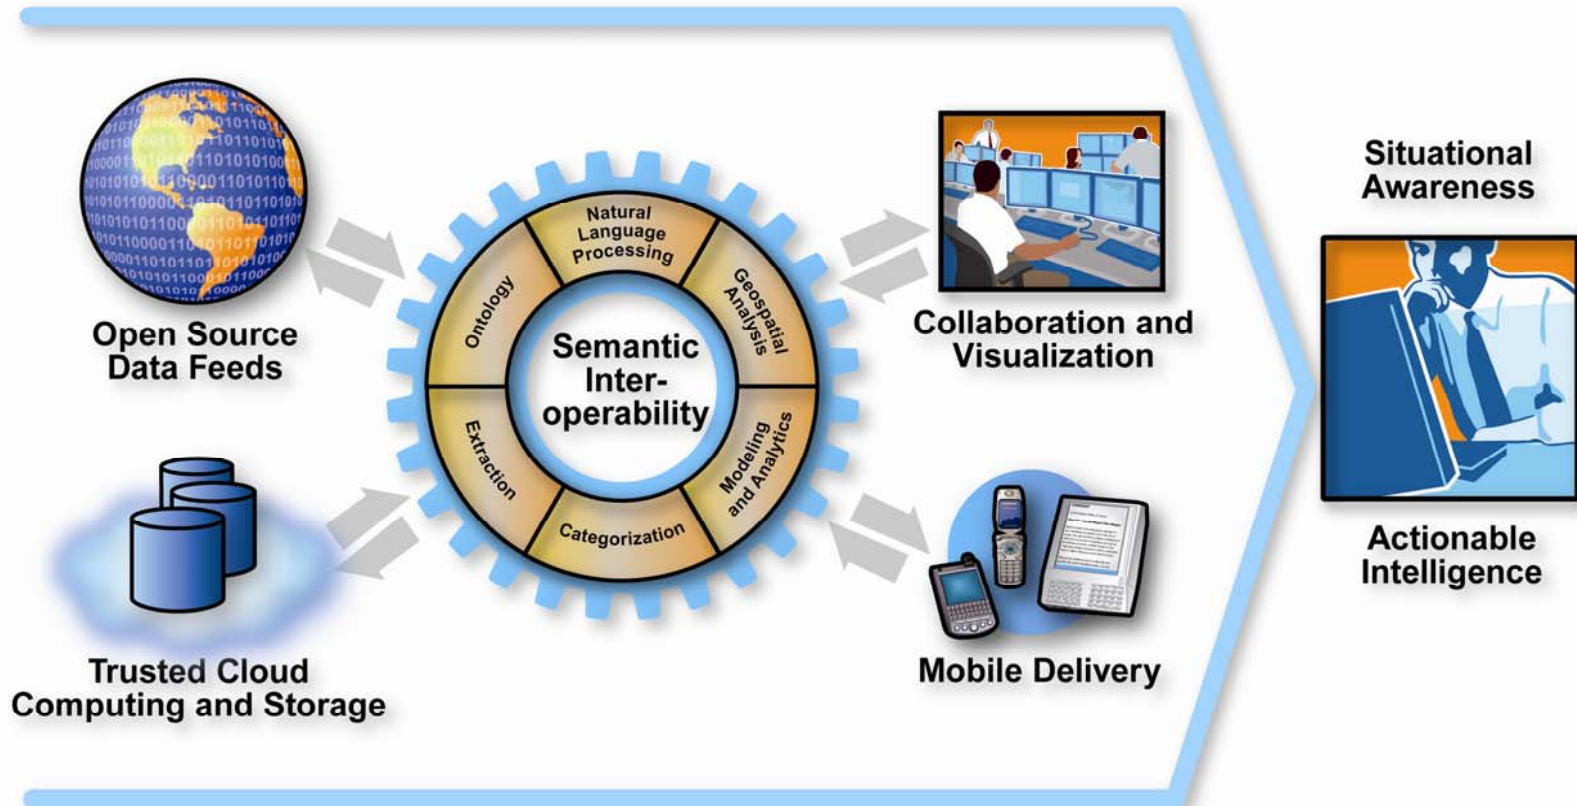 Open Source
Data Feeds
Trusted Cloud
Computing and Storage
Semantic
Inter-
operability
Natural
Language
Processing
Geospatial
Analysis
Modeling
and Analytics
Categorization
Extraction
Ontology
Collaboration and
Visualization
Mobile Delivery
Situational
Awareness
Actionable
Intelligence